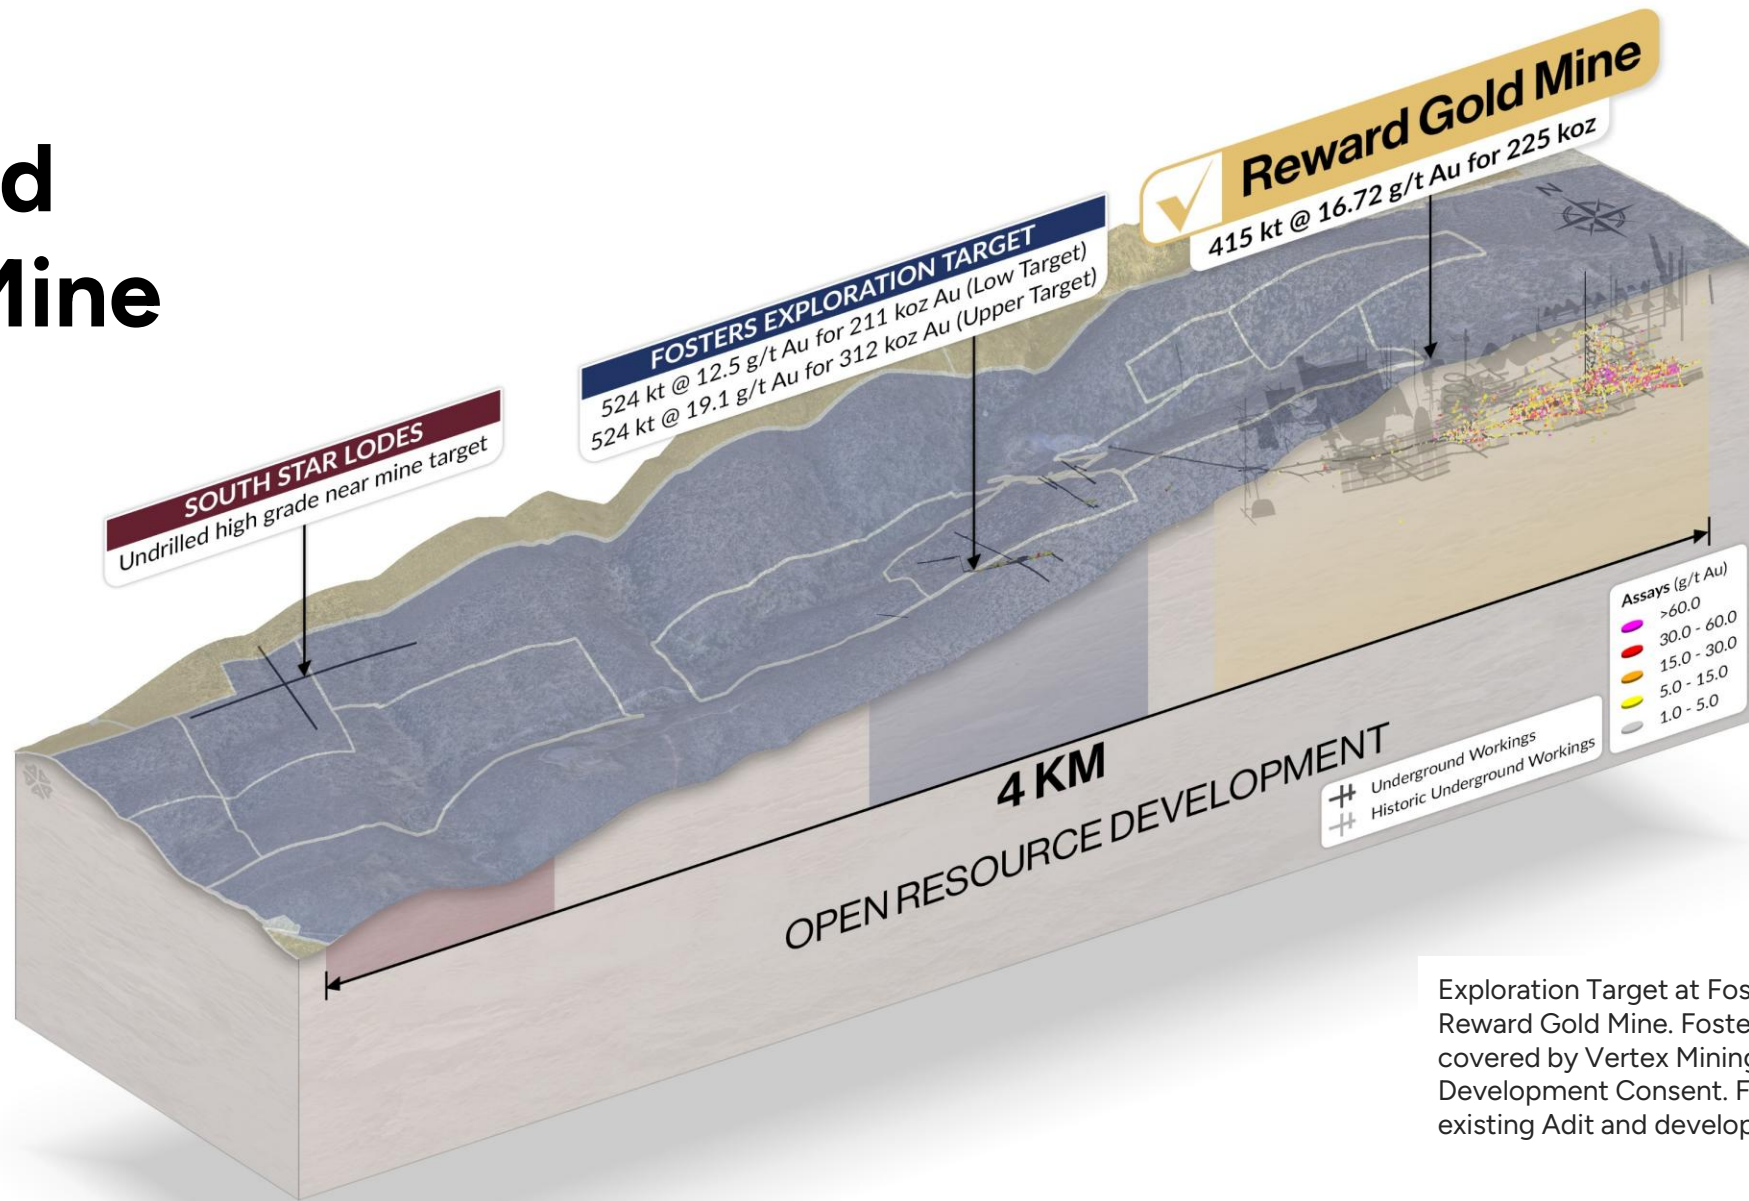 d
Mine
Reward Gold Mine
415 kt @ 16.72 g/t Au for 225 koz
N
FOSTERS EXPLORATION TARGET
524 kt @ 12.5 g/t Au for 211 koz Au (Low Target)
524 kt @ 19.1 g/t Au for 312 koz Au (Upper Target)
SOUTH STAR LODES
Undrilled high grade near mine target
4 KM
OPEN RESOURCE DEVELOPMENT
Assays (g/t Au)
>60.0
30.0 - 60.0
15.0 - 30.0
5.0 - 15.0
1.0 - 5.0
Underground Workings
Historic Underground Workings
Exploration Target at Fos
Reward Gold Mine. Foste
covered by Vertex Mining
Development Consent. F
existing Adit and develop